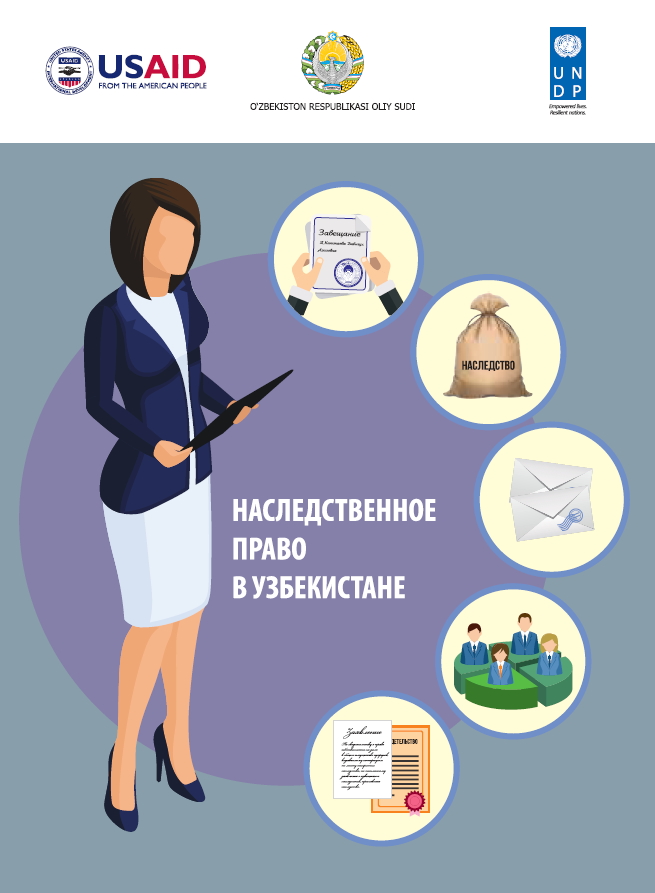 USAID
FROM THE AMERICAN PEOPLE
O'ZBEKISTON RESPUBLIKASI OLIY SUDI
U N
D P
Empowered lives.
Resilient nations.
Завещание
НАСЛЕДСТВО
НАСЛЕДСТВЕННОЕ
ПРАВО
В УЗБЕКИСТАНЕ
Заявление
ДЕТЕЛЬСТВО